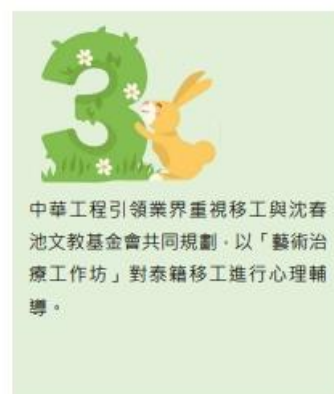 3
中華工程引領業界重視移工與沈春
池文教基金會共同規劃，以「藝術治
療工作坊」對泰籍移工進行心理輔
導。